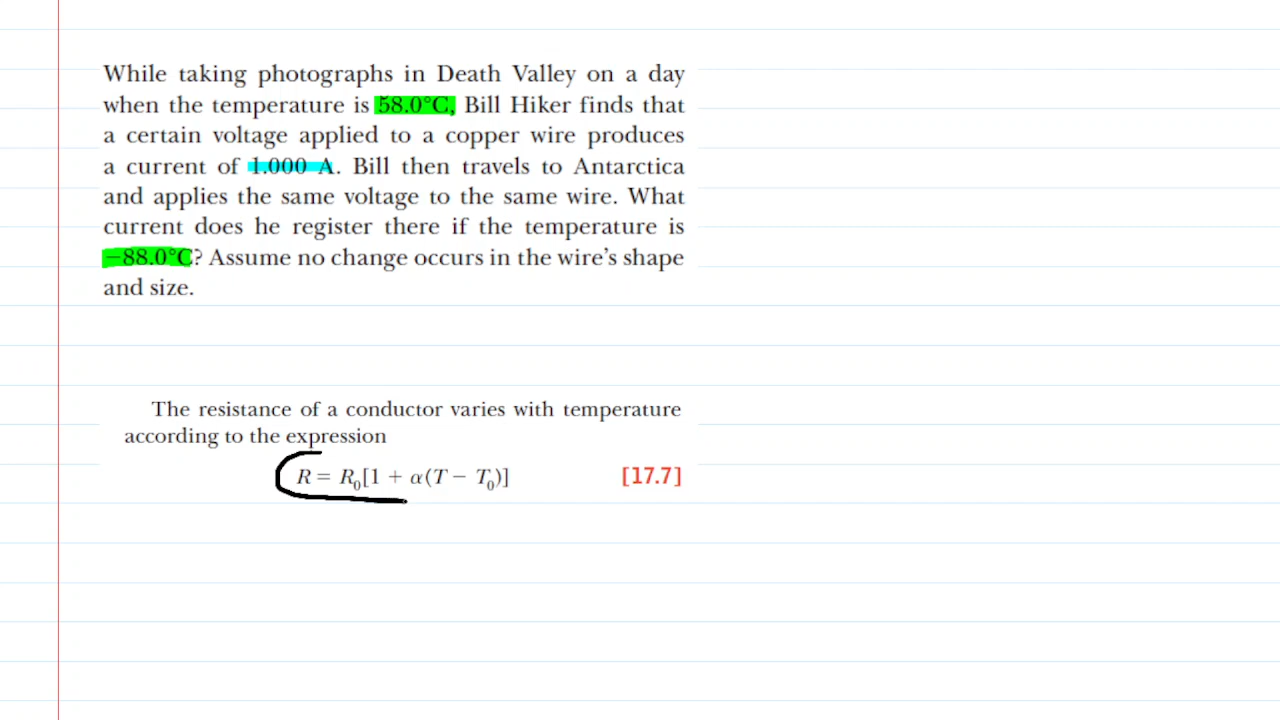 While taking photographs in Death Valley on a day
when the temperature is 58.0°C, Bill Hiker finds that
a certain voltage applied to a copper wire produces
a current of 1.000 A. Bill then travels to Antarctica
and applies the same voltage to the same wire. What
current does he register there if the temperature is
−88.0°C? Assume no change occurs in the wire's shape
and size.
The resistance of a conductor varies with temperature
according to the expression
R = R₀[1 + α(T − T₀)] [17.7]